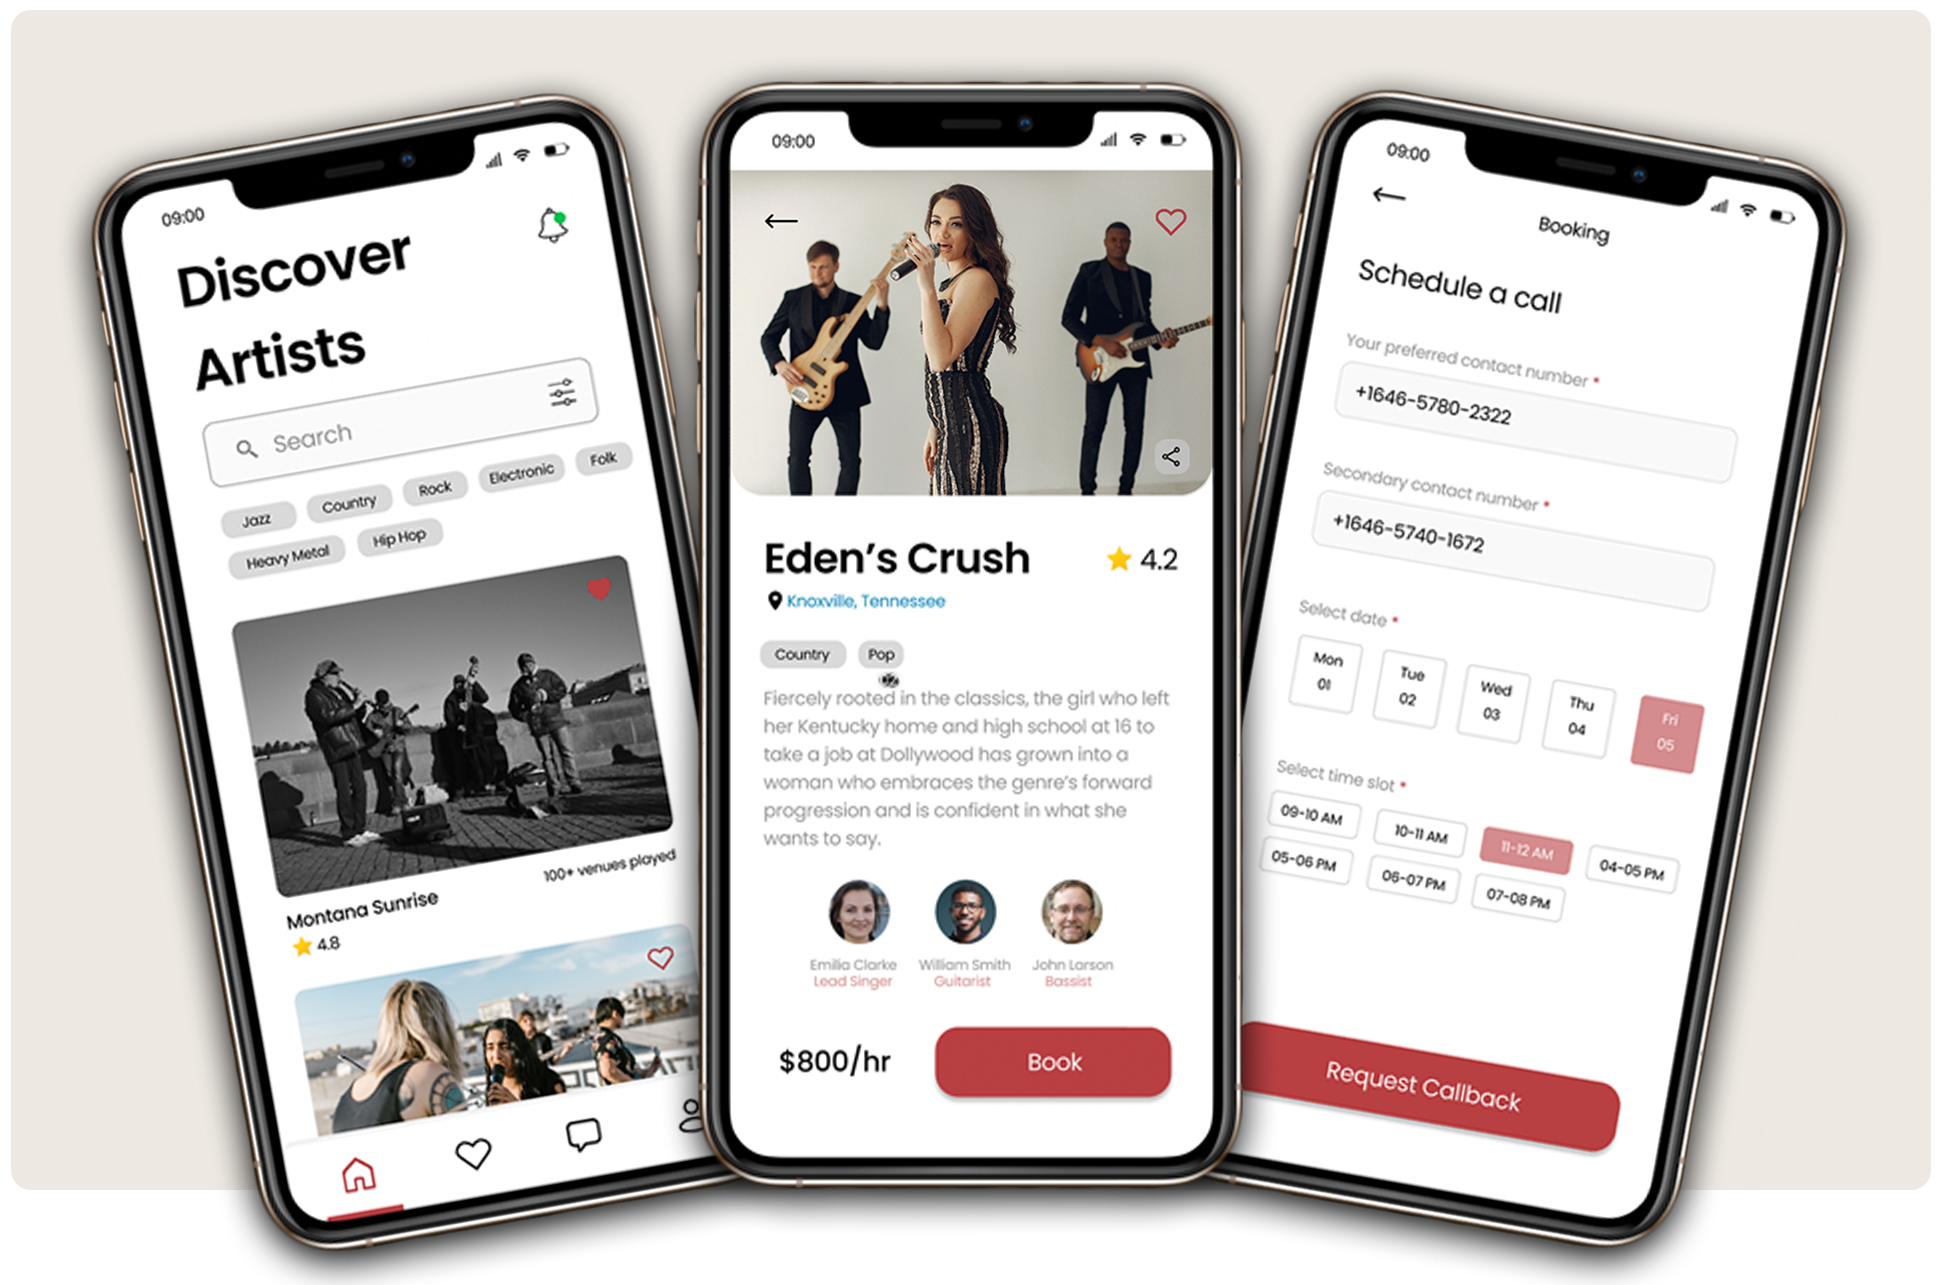 09:00
Discover
Artists
Search
Jazz
Country
Rock
Electronic
Folk
Heavy Metal
Hip Hop
100+ venues played
Montana Sunrise
4.8
09:00
Eden's Crush
4.2
Knoxville, Tennessee
Country
Pop
Fiercely rooted in the classics, the girl who left
her Kentucky home and high school at 16 to
take a job at Dollywood has grown into a
woman who embraces the genre's forward
progression and is confident in what she
wants to say.
Emilia Clarke
Lead Singer
William Smith
Guitarist
John Larson
Bassist
$800/hr
Book
09:00
Booking
Schedule a call
Your preferred contact number *
+1646-5780-2322
Secondary contact number *
+1646-5740-1672
Select date *
Mon
01
Tue
02
Wed
03
Thu
04
Fri
05
Select time slot *
09-10 AM
10-11 AM
11-12 AM
04-05 PM
05-06 PM
06-07 PM
07-08 PM
Request Callback